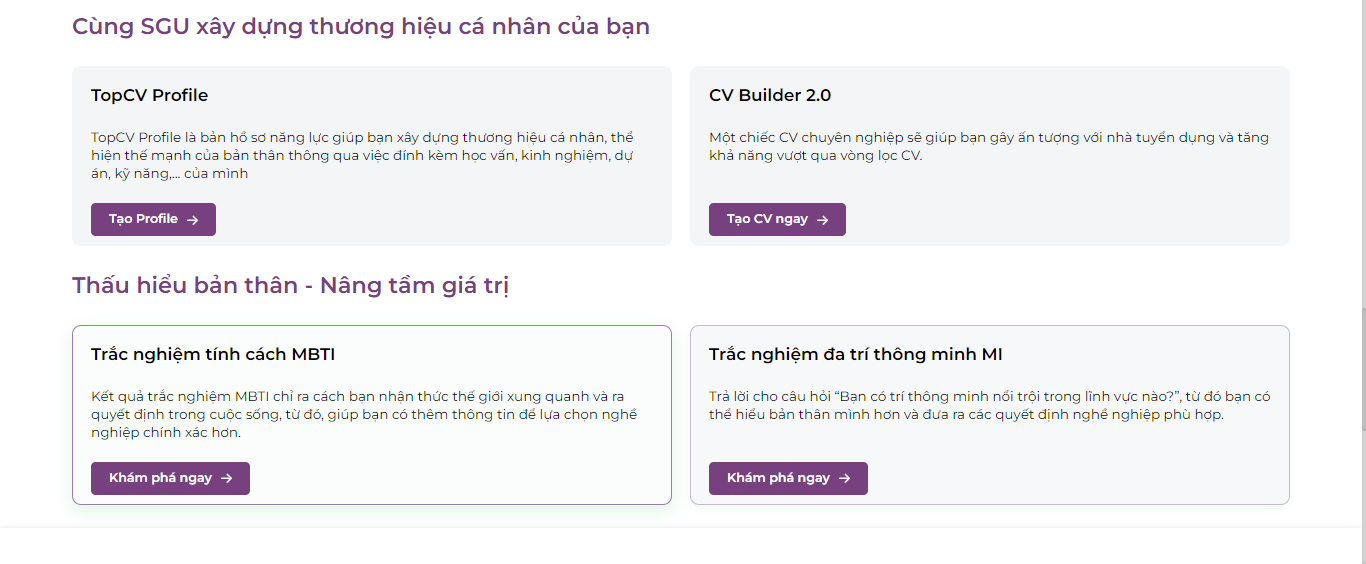 Cùng SGU xây dựng thương hiệu cá nhân của bạn
TopCV Profile
TopCV Profile là bản hồ sơ năng lực giúp bạn xây dựng thương hiệu cá nhân, thể
hiện thế mạnh của bản thân thông qua việc đính kèm học vấn, kinh nghiệm, dự
án, kỹ năng,... của mình
Tạo Profile →
CV Builder 2.0
Một chiếc CV chuyên nghiệp sẽ giúp bạn gây ấn tượng với nhà tuyển dụng và tăng
khả năng vượt qua vòng lọc CV.
Tạo CV ngay →
Thấu hiểu bản thân - Nâng tầm giá trị
Trắc nghiệm tính cách MBTI
Kết quả trắc nghiệm MBTI chỉ ra cách bạn nhận thức thế giới xung quanh và ra
quyết định trong cuộc sống, từ đó, giúp bạn có thêm thông tin để lựa chọn nghề
nghiệp chính xác hơn.
Khám phá ngay →
Trắc nghiệm đa trí thông minh MI
Trả lời cho câu hỏi “Bạn có trí thông minh nổi trội trong lĩnh vực nào?”, từ đó bạn có
thể hiểu bản thân mình hơn và đưa ra các quyết định nghề nghiệp phù hợp.
Khám phá ngay →